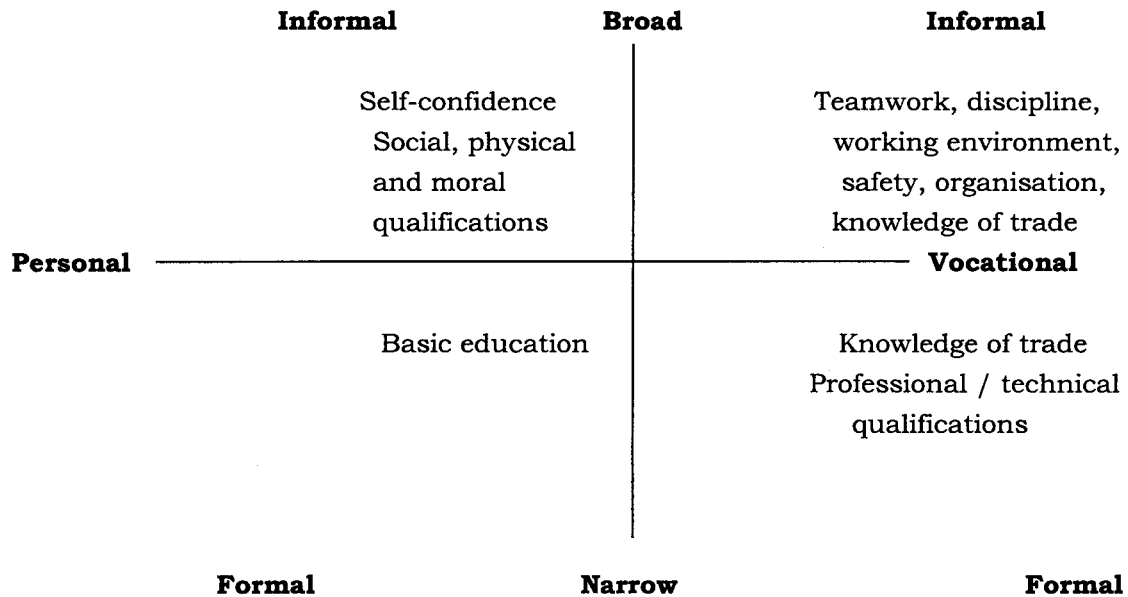 Informal Broad Informal
Self-confidence
Social, physical
and moral
qualifications
Teamwork, discipline,
working environment,
safety, organisation,
knowledge of trade
Personal Vocational
Basic education
Knowledge of trade
Professional / technical
qualifications
Formal Narrow Formal